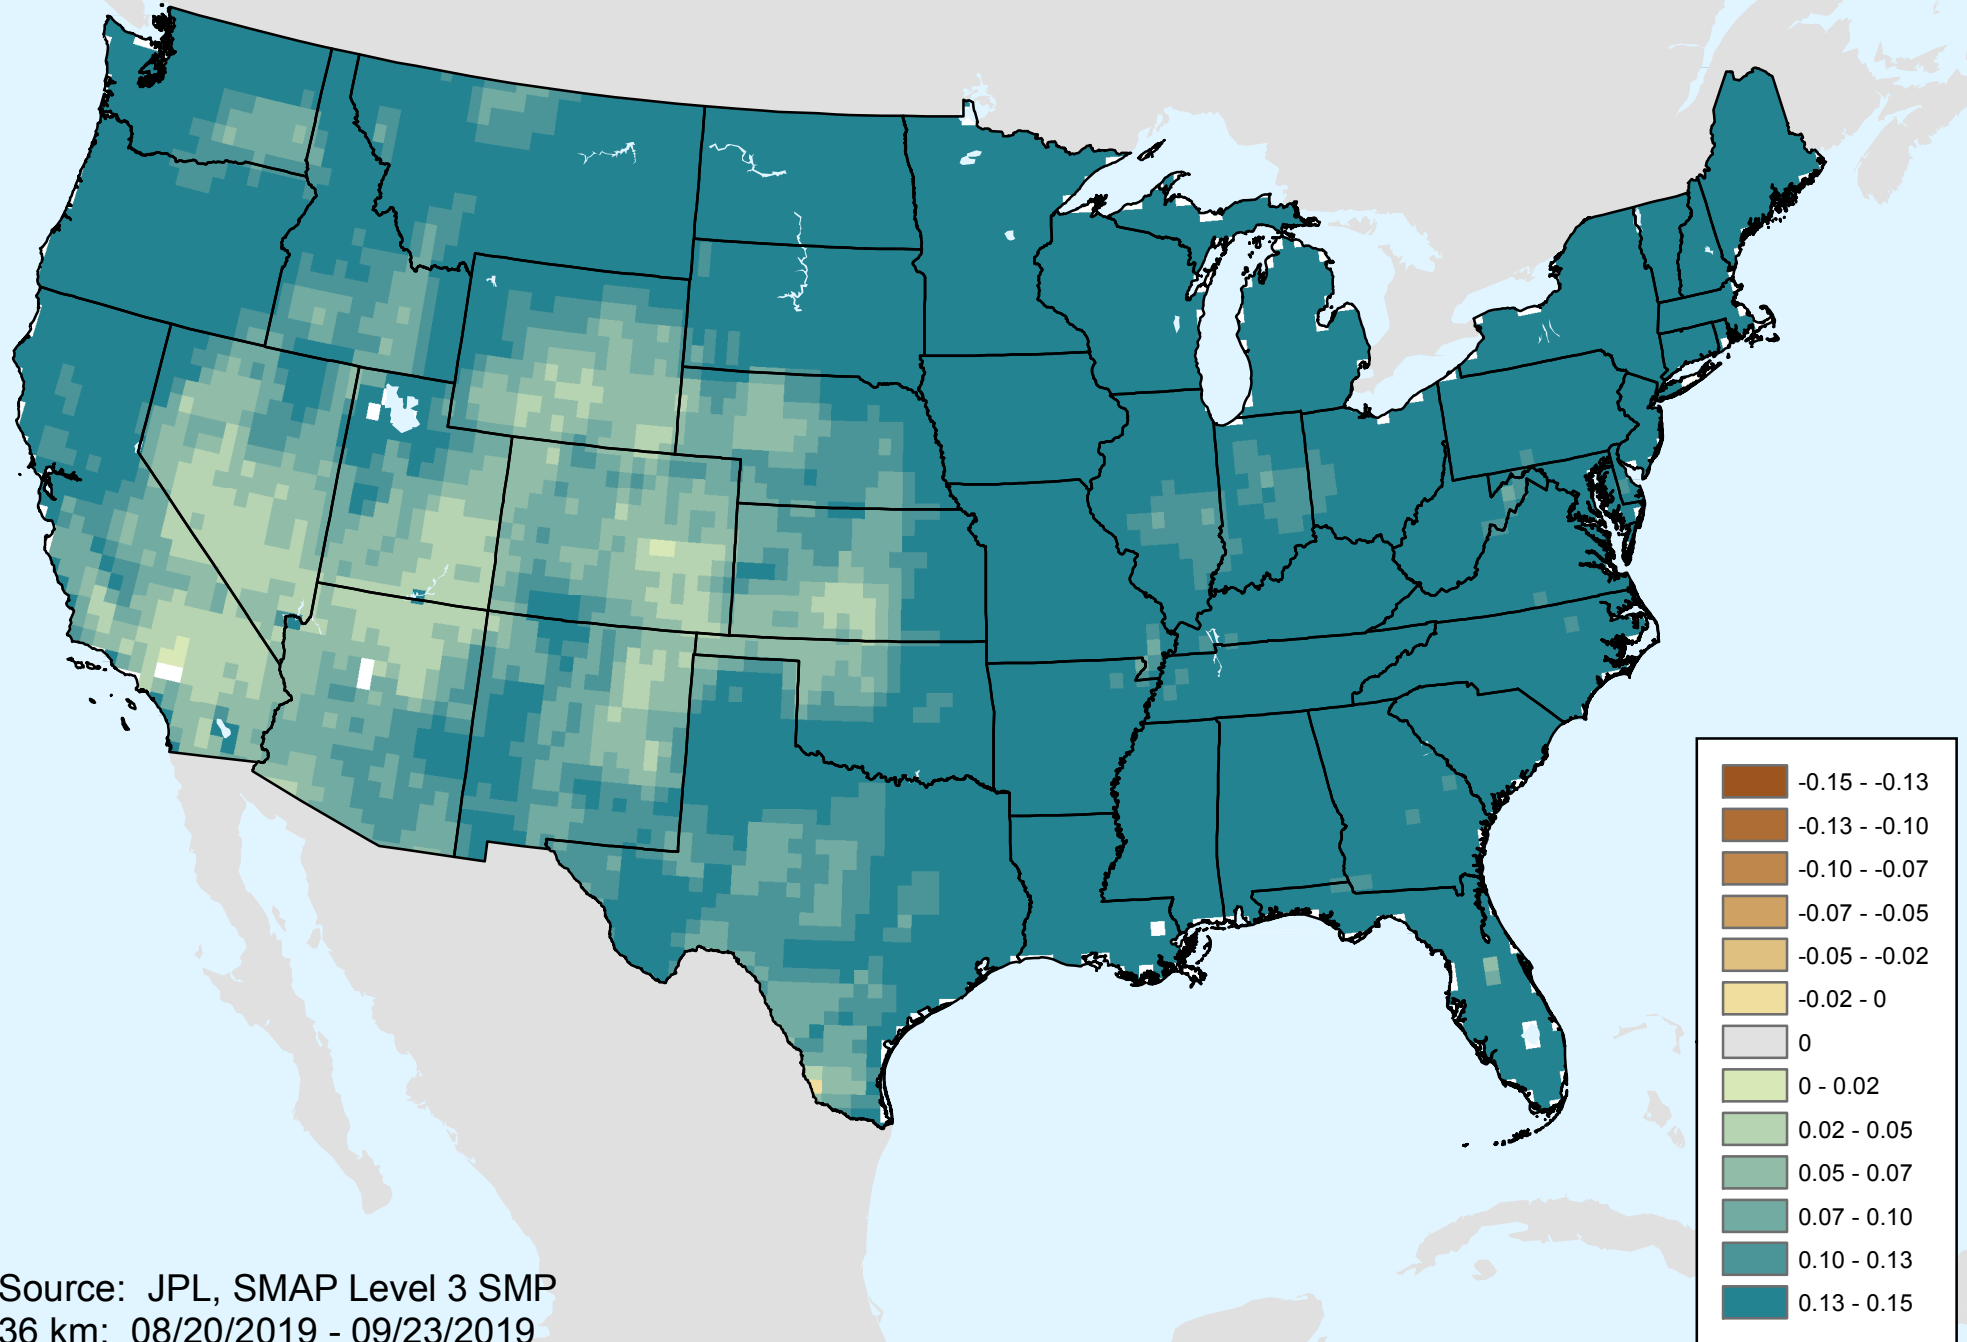 -0.15 - -0.13
-0.13 - -0.10
-0.10 - -0.07
-0.07 - -0.05
-0.05 - -0.02
-0.02 - 0
0
0 - 0.02
0.02 - 0.05
0.05 - 0.07
0.07 - 0.10
0.10 - 0.13
0.13 - 0.15
Source: JPL, SMAP Level 3 SMP
36 km: 08/20/2019 - 09/23/2019